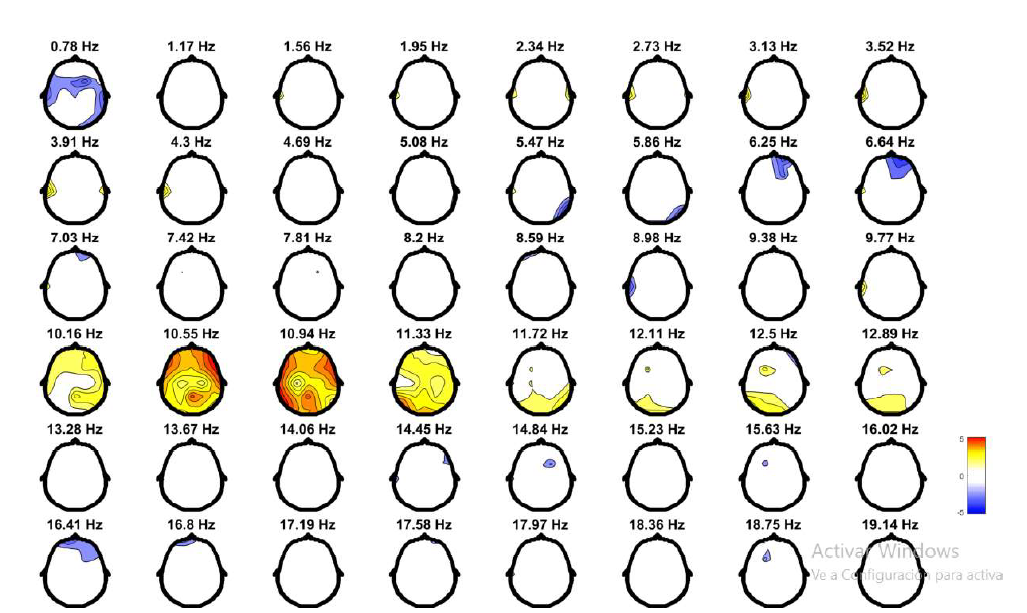 0.78 Hz 1.17 Hz 1.56 Hz 1.95 Hz 2.34 Hz 2.73 Hz 3.13 Hz 3.52 Hz
3.91 Hz 4.3 Hz 4.69 Hz 5.08 Hz 5.47 Hz 5.86 Hz 6.25 Hz 6.64 Hz
7.03 Hz 7.42 Hz 7.81 Hz 8.2 Hz 8.59 Hz 8.98 Hz 9.38 Hz 9.77 Hz
10.16 Hz 10.55 Hz 10.94 Hz 11.33 Hz 11.72 Hz 12.11 Hz 12.5 Hz 12.89 Hz
13.28 Hz 13.67 Hz 14.06 Hz 14.45 Hz 14.84 Hz 15.23 Hz 15.63 Hz 16.02 Hz
5
0
-5
16.41 Hz 16.8 Hz 17.19 Hz 17.58 Hz 17.97 Hz 18.36 Hz 18.75 Hz 19.14 Hz
Activar Windows
Ve a Configuración para activa